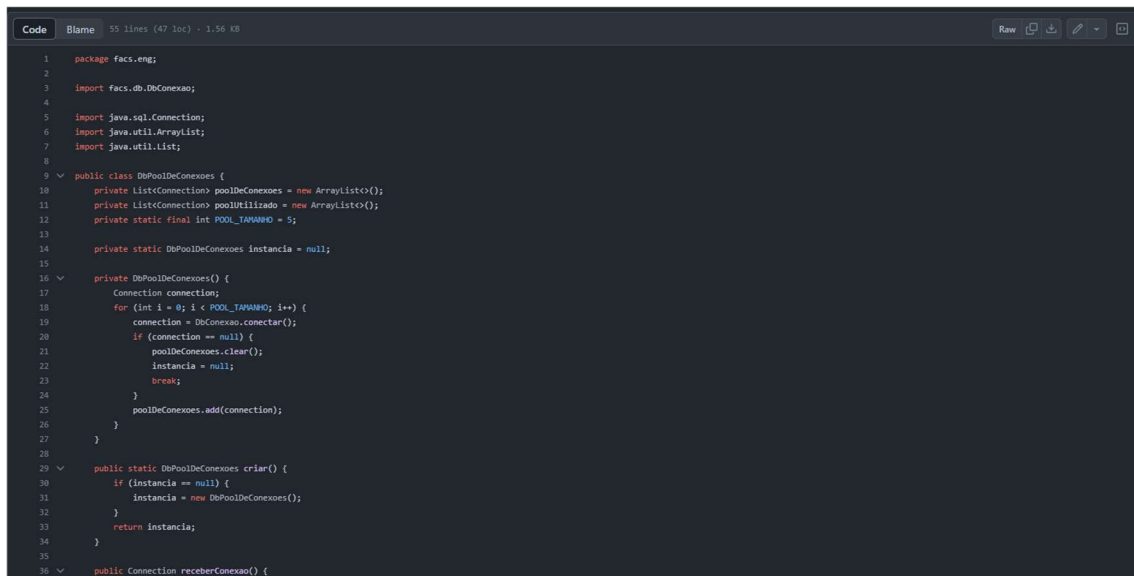 Code Blame 55 lines (47 loc) · 1.56 KB Raw
1 package facs.eng;
2
3 import facs.db.DbConexao;
4
5 import java.sql.Connection;
6 import java.util.ArrayList;
7 import java.util.List;
8
9 public class DbPoolDeConexoes {
10 private List<Connection> poolDeConexoes = new ArrayList<>();
11 private List<Connection> poolUtilizado = new ArrayList<>();
12 private static final int POOL_TAMANHO = 5;
13
14 private static DbPoolDeConexoes instancia = null;
15
16 private DbPoolDeConexoes() {
17 Connection connection;
18 for (int i = 0; i < POOL_TAMANHO; i++) {
19 connection = DbConexao.conectar();
20 if (connection == null) {
21 poolDeConexoes.clear();
22 instancia = null;
23 break;
24 }
25 poolDeConexoes.add(connection);
26 }
27 }
28
29 public static DbPoolDeConexoes criar() {
30 if (instancia == null) {
31 instancia = new DbPoolDeConexoes();
32 }
33 return instancia;
34 }
35
36 public Connection receberConexao() {